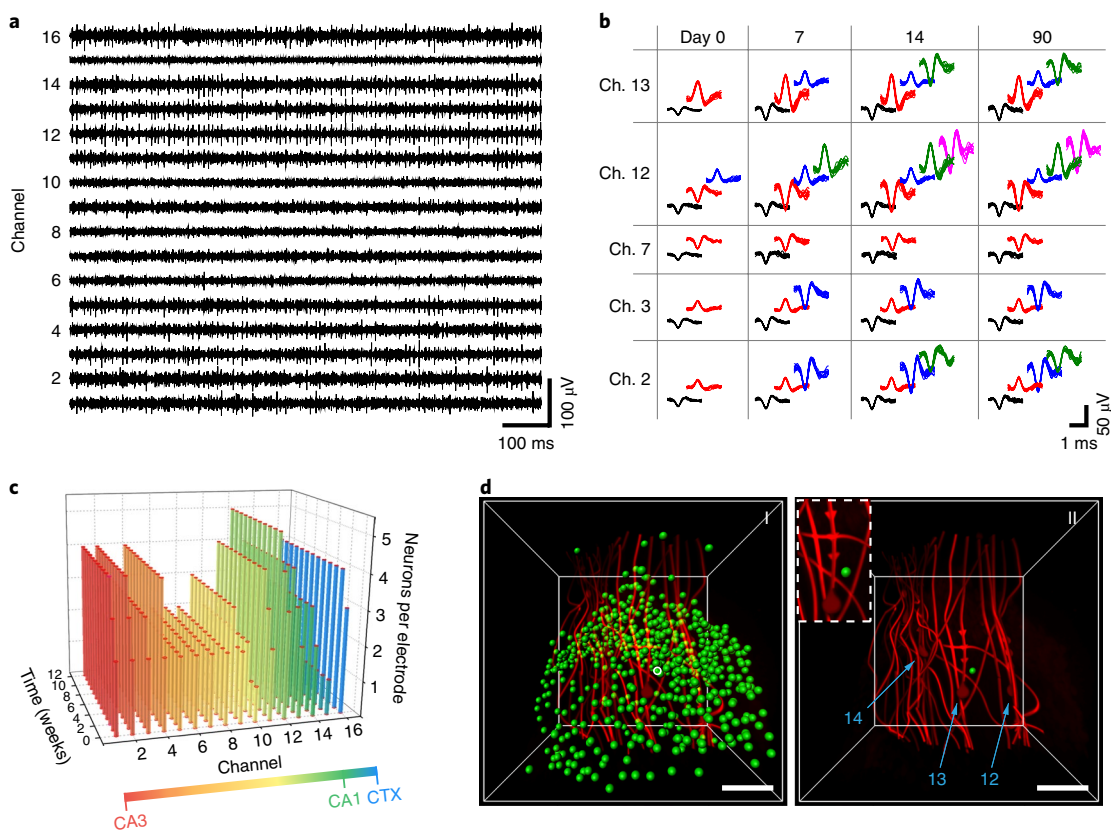 a
16
14
12
10
8
6
4
2
Channel
100 µV
100 ms
b
Day 0 7 14 90
Ch. 13
Ch. 12
Ch. 7
Ch. 3
Ch. 2
50 µV
1 ms
c
5
4
3
2
1
Neurons per electrode
12
10
8
6
4
2
0
Time (weeks)
2 4 6 8 10 12 14 16
Channel
CA3
CA1 CTX
d
I
II
14
13
12